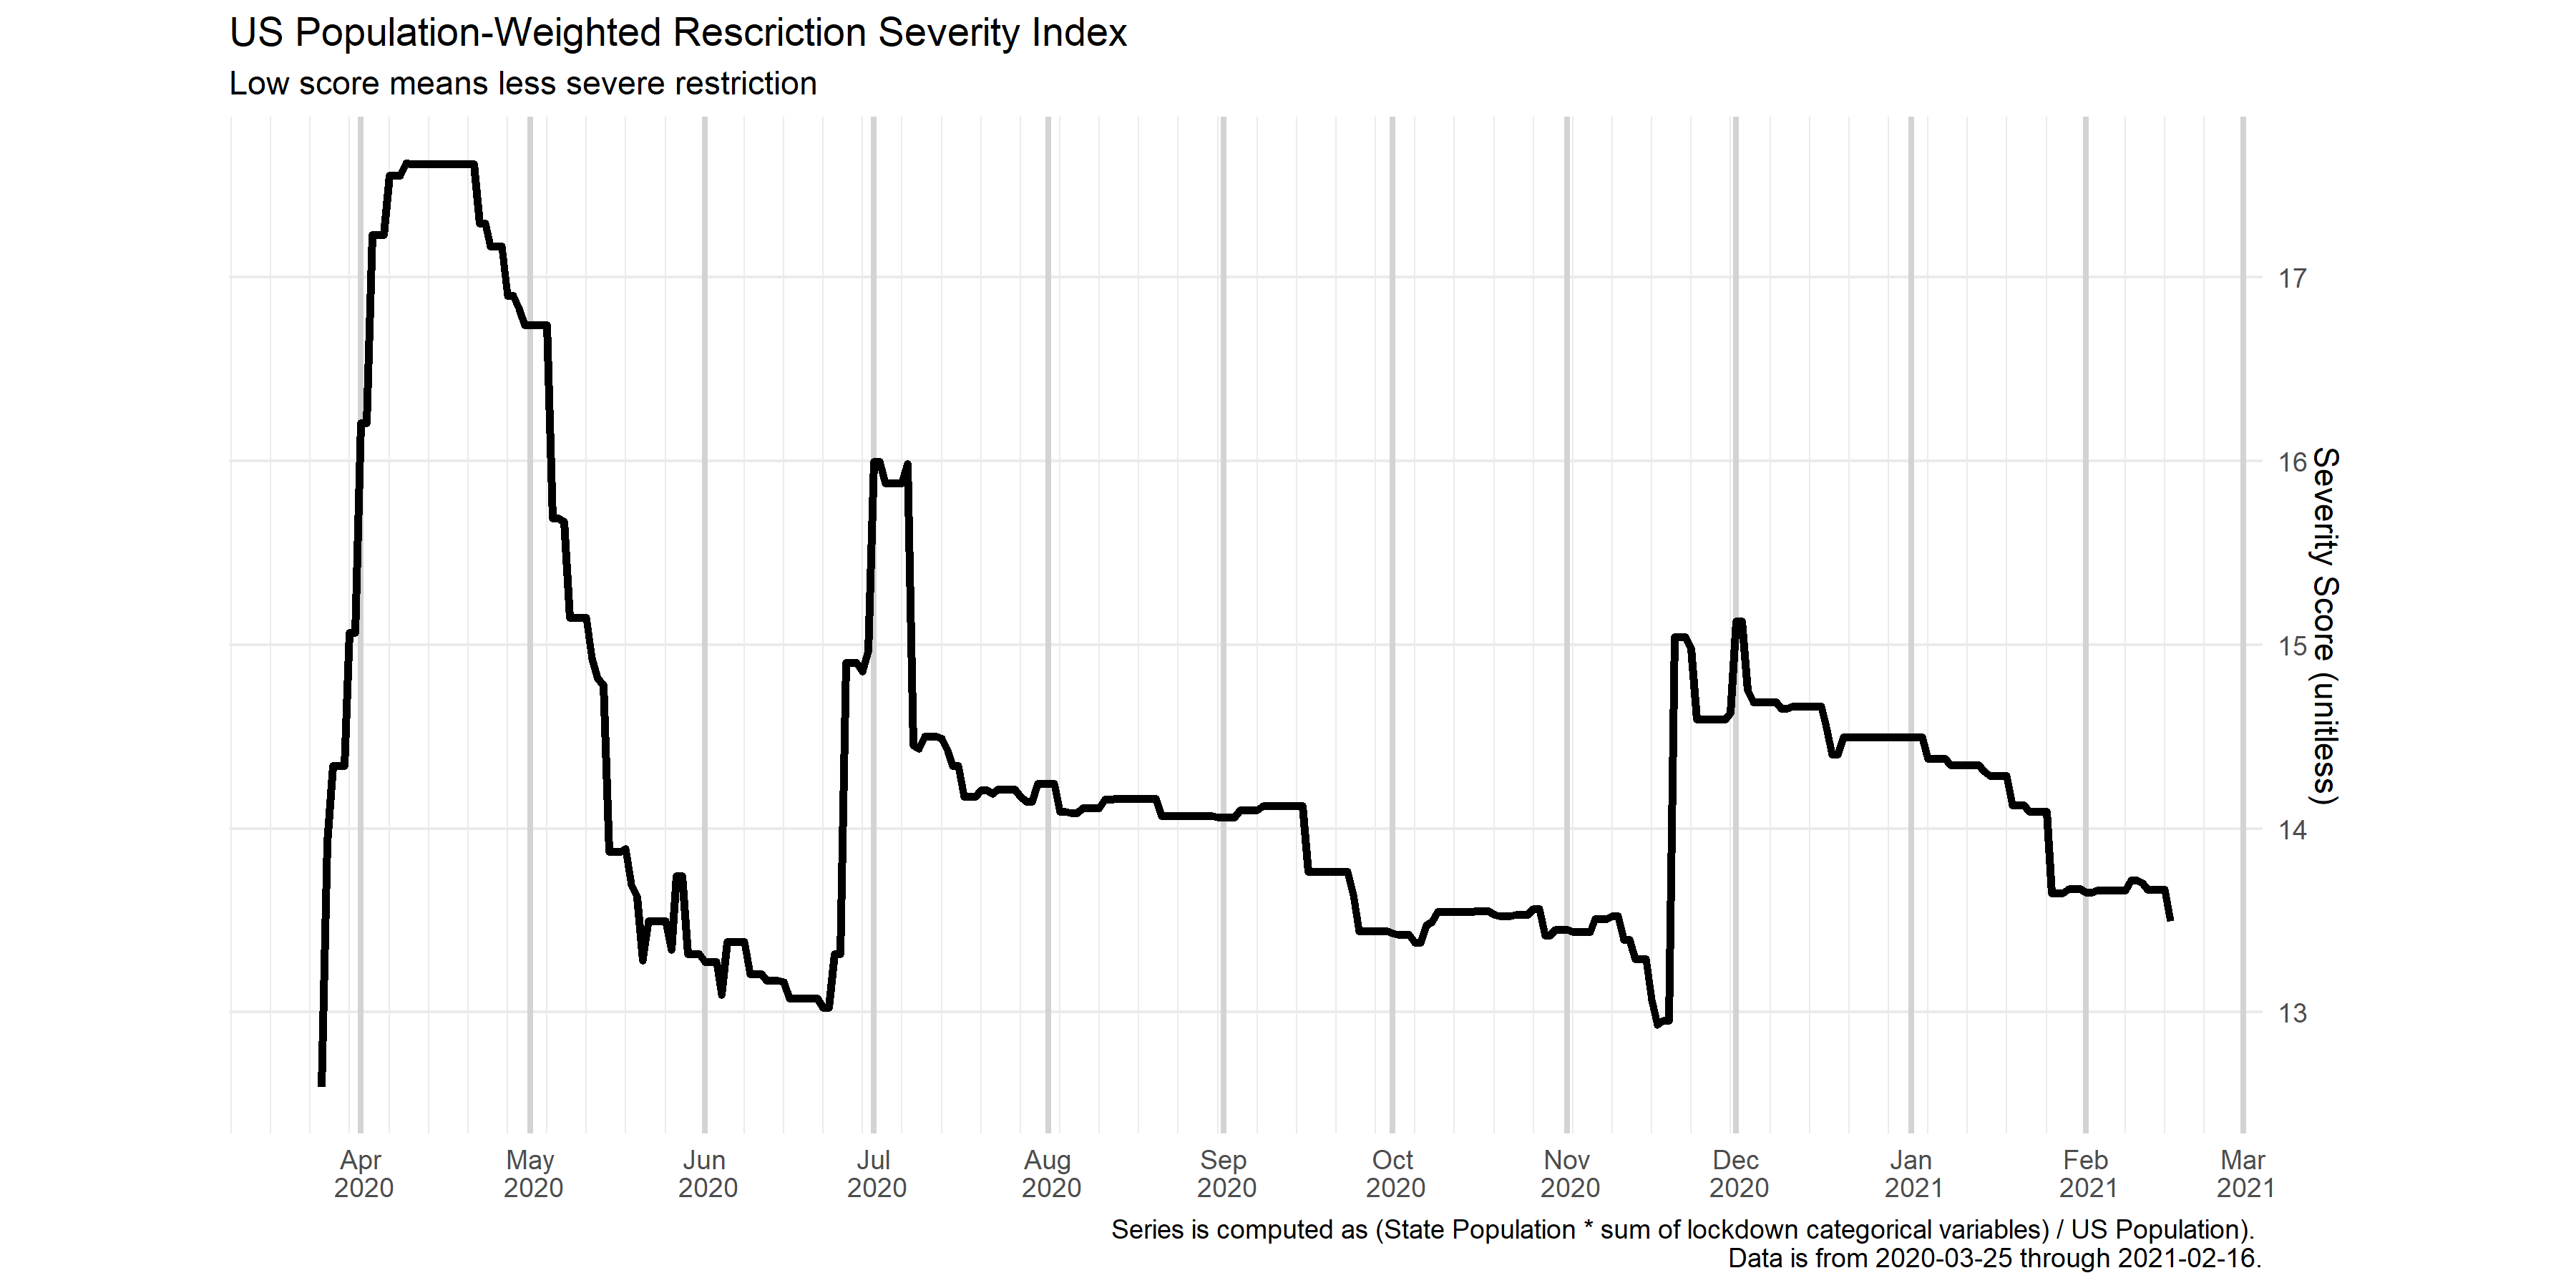 US Population-Weighted Rescriction Severity Index
Low score means less severe restriction
17
16
15
14
13
Severity Score (unitless)
Apr
2020
May
2020
Jun
2020
Jul
2020
Aug
2020
Sep
2020
Oct
2020
Nov
2020
Dec
2020
Jan
2021
Feb
2021
Mar
2021
Series is computed as (State Population * sum of lockdown categorical variables) / US Population).
Data is from 2020-03-25 through 2021-02-16.